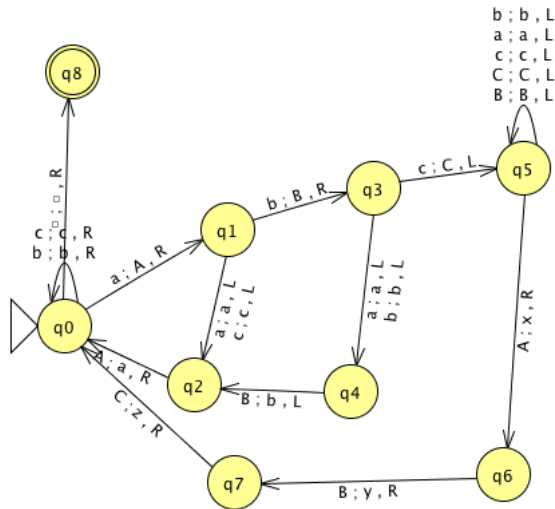 b ; b , L
a ; a , L
c ; c , L
C ; C , L
B ; B , L
q8
q5
c ; C , L
q3
b ; B , R
□ ; □ , R
c ; c , R
b ; b , R
q1
a ; A , R
a ; a , L
c ; c , L
a ; a , L
b ; b , L
A ; x , R
q0
A ; a , R
q2
B ; b , L
q4
C ; z , R
q7
B ; y , R
q6